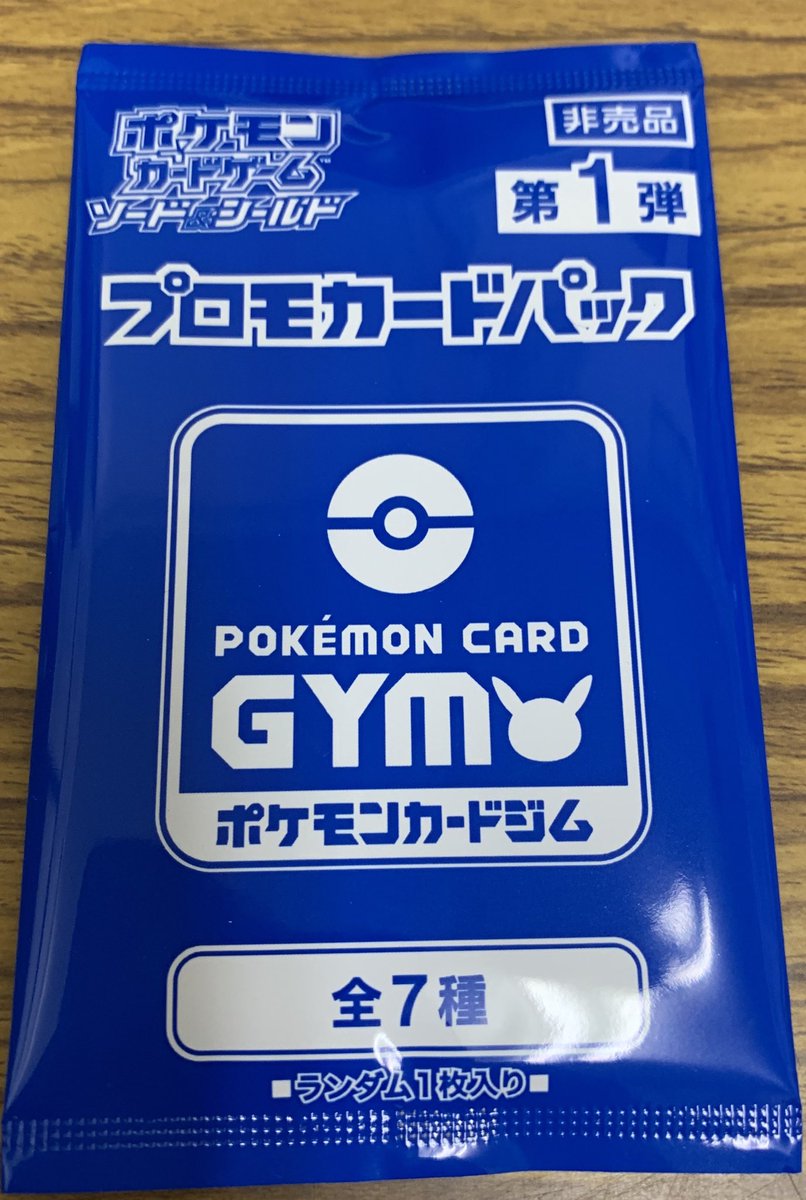 ポケモン
カードゲーム™
ソード&シールド
非売品
第1弾
プロモカードパック
POKÉMON CARD
GYM
ポケモンカードジム
全7種
■ランダム1枚入り■